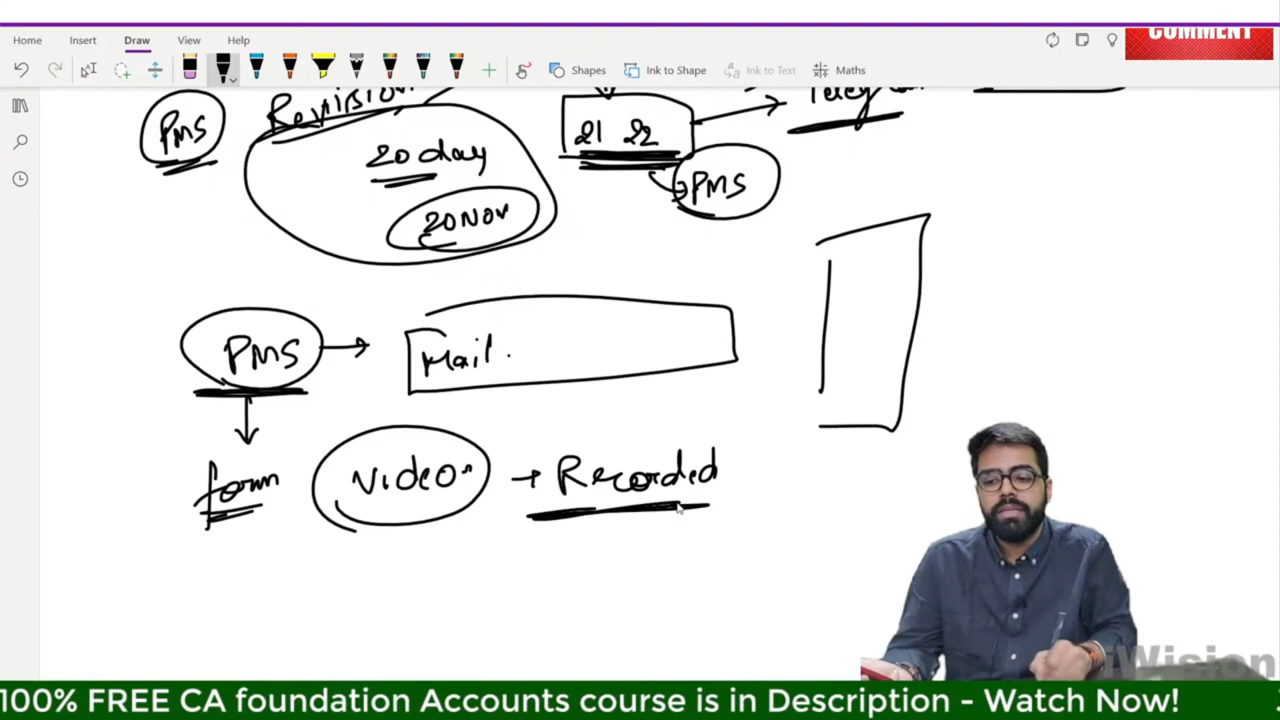 Home Insert Draw View Help
COMMENT
Shapes Ink to Shape Ink to Text Maths
Revision
PMS
20 day
20 Nov
21 22
PMS
PMS
Mail.
form Video Recorded
iWision
100% FREE CA foundation Accounts course is in Description - Watch Now!